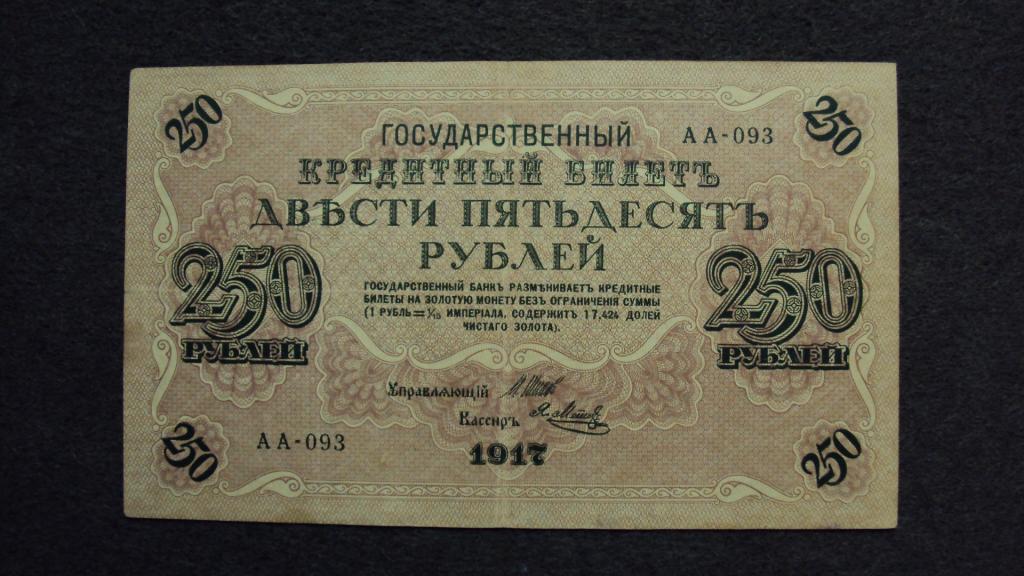 250 250
ГОСУДАРСТВЕННЫЙ АА-093
КРЕДИТНЫЙ БИЛЕТЪ
ДВѢСТИ ПЯТЬДЕСЯТЪ
РУБЛЕЙ
250 РУБЛЕЙ
250 РУБЛЕЙ
ГОСУДАРСТВЕННЫЙ БАНКЪ РАЗМѢНИВАЕТЪ КРЕДИТНЫЕ
БИЛЕТЫ НА ЗОЛОТУЮ МОНЕТУ БЕЗЪ ОГРАНИЧЕНІЯ СУММЫ
(1 РУБЛЬ = 1/15 ИМПЕРІАЛА, СОДЕРЖИТЪ 17,424 ДОЛЕЙ
ЧИСТАГО ЗОЛОТА).
Управляющій
Кассиръ
АА-093
1917
250 250